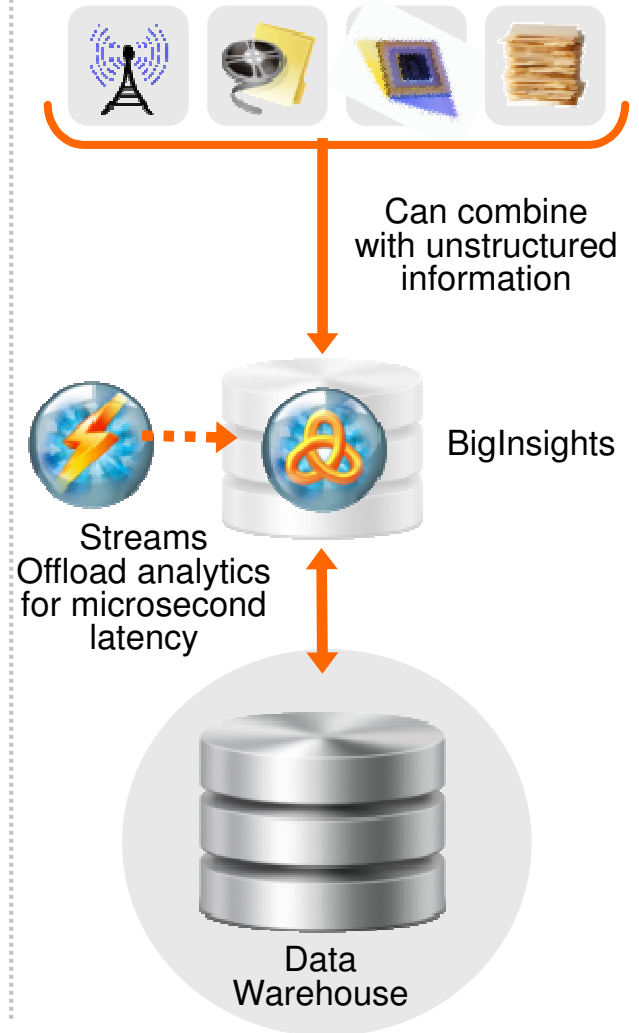 Can combine
with unstructured
information
BigInsights
Streams
Offload analytics
for microsecond
latency
Data
Warehouse